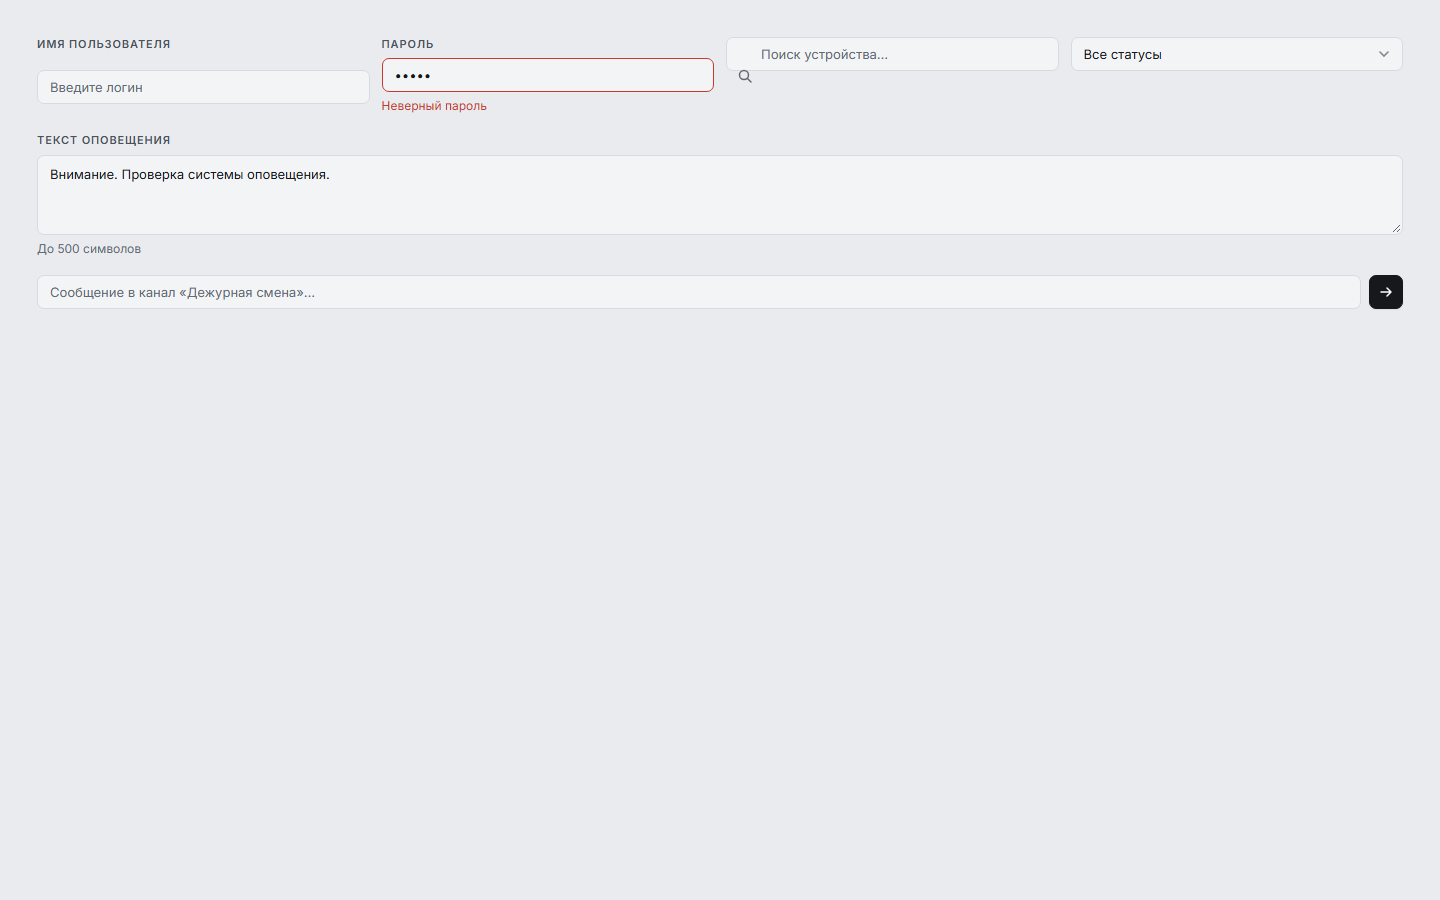 ИМЯ ПОЛЬЗОВАТЕЛЯ
Введите логин
ПАРОЛЬ
•••••
Неверный пароль
Поиск устройства...
Все статусы
ТЕКСТ ОПОВЕЩЕНИЯ
Внимание. Проверка системы оповещения.
До 500 символов
Сообщение в канал «Дежурная смена»...